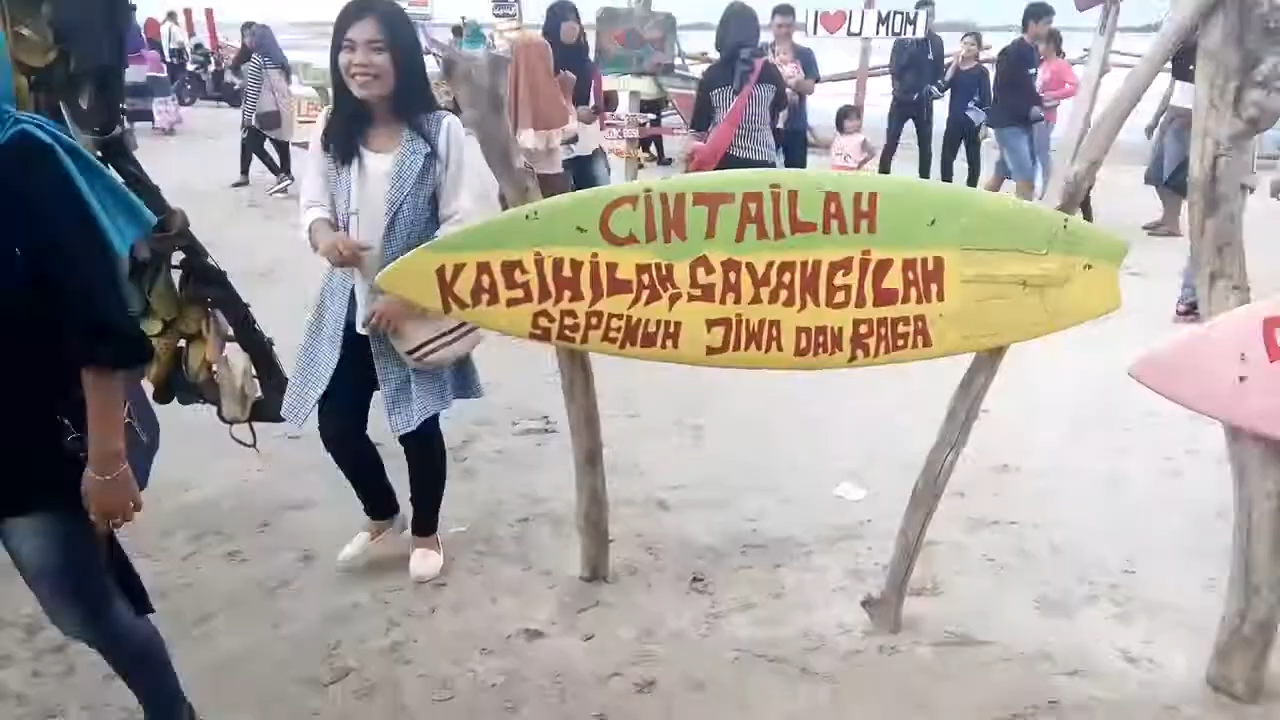 I ❤ U MOM!
CINTAILAH
KASIHILAH, SAYANGILAH
SEPENUH JIWA DAN RAGA